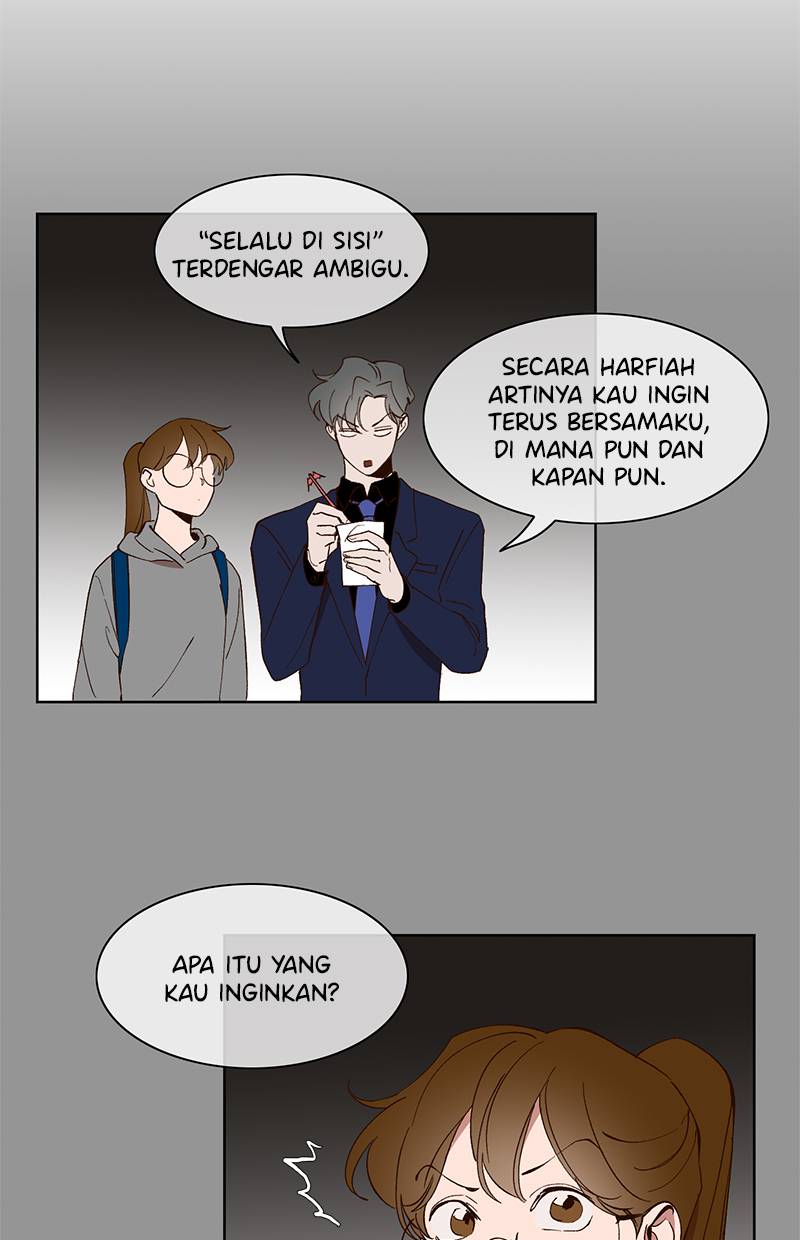 “SELALU DI SISI”
TERDENGAR AMBIGU.
SECARA HARFIAH
ARTINYA KAU INGIN
TERUS BERSAMAKU,
DI MANA PUN DAN
KAPAN PUN.
APA ITU YANG
KAU INGINKAN?